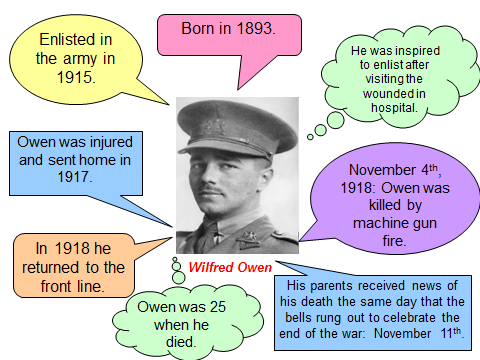 Born in 1893.
Enlisted in
the army in
1915.
He was inspired
to enlist after
visiting the
wounded in
hospital.
Owen was injured
and sent home in
1917.
November 4th,
1918: Owen was
killed by
machine gun
fire.
In 1918 he
returned to the
front line.
Wilfred Owen
Owen was 25
when he
died.
His parents received news of
his death the same day that the
bells rung out to celebrate the
end of the war: November 11th.